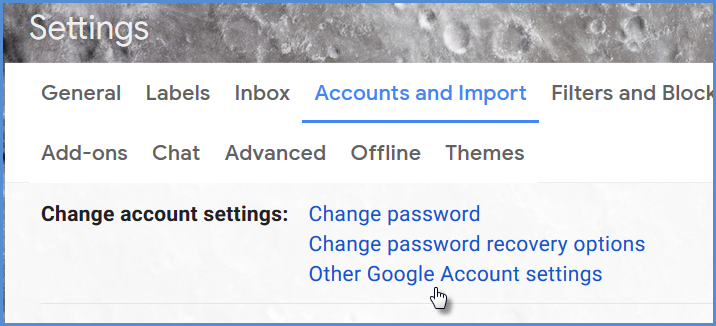 Settings
General Labels Inbox Accounts and Import Filters and Block
Add-ons Chat Advanced Offline Themes
Change account settings: Change password
Change password recovery options
Other Google Account settings